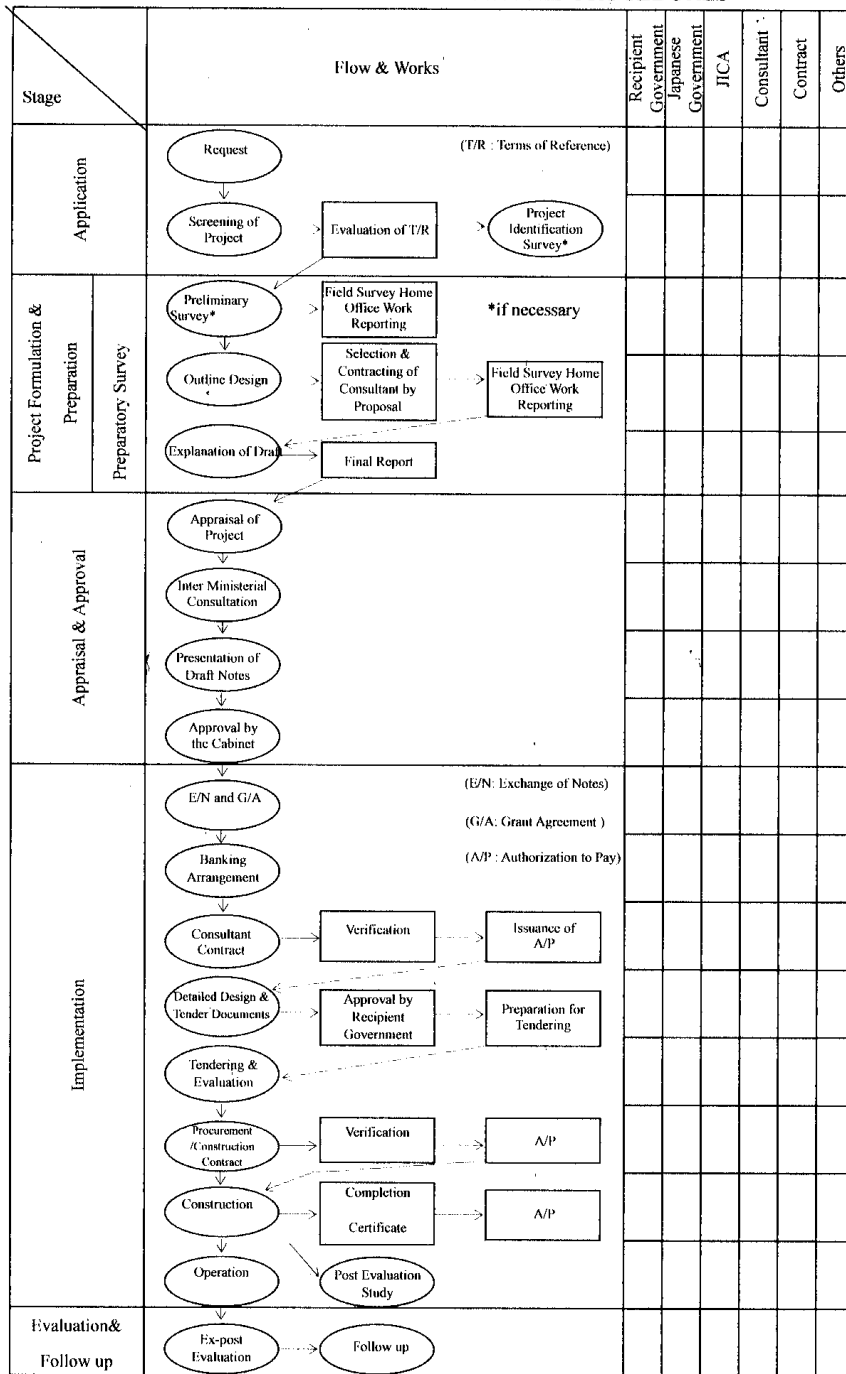 Stage
Flow & Works
Recipient
Government
Japanese
Government
JICA
Consultant
Contract
Others
Application
Request
(T/R : Terms of Reference)
Screening of
Project
Evaluation of T/R
Project
Identification
Survey*
Project Formulation &
Preparation
Preparatory Survey
Preliminary
Survey*
Field Survey Home
Office Work
Reporting
*if necessary
Outline Design
Selection &
Contracting of
Consultant by
Proposal
Field Survey Home
Office Work
Reporting
Explanation of Draft
Final Report
Appraisal & Approval
Appraisal of
Project
Inter Ministerial
Consultation
Presentation of
Draft Notes
Approval by
the Cabinet
Implementation
E/N and G/A
(E/N: Exchange of Notes)
(G/A: Grant Agreement )
(A/P : Authorization to Pay)
Banking
Arrangement
Consultant
Contract
Verification
Issuance of
A/P
Detailed Design &
Tender Documents
Approval by
Recipient
Government
Preparation for
Tendering
Tendering &
Evaluation
Procurement
/Construction
Contract
Verification
A/P
Construction
Completion
Certificate
A/P
Operation
Post Evaluation
Study
Evaluation&
Follow up
Ex-post
Evaluation
Follow up